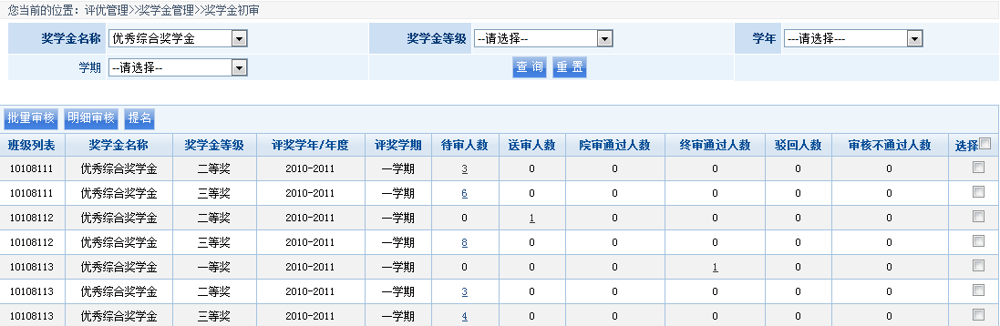 您当前的位置：评优管理>>奖学金管理>>奖学金初审
奖学金名称 优秀综合奖学金 奖学金等级 --请选择-- 学年 ---请选择---
学期 --请选择-- 查 询 重 置
批量审核 明细审核 提名
班级列表 奖学金名称 奖学金等级 评奖学年/年度 评奖学期 待审人数 送审人数 院审通过人数 终审通过人数 驳回人数 审核不通过人数 选择
10108111 优秀综合奖学金 二等奖 2010-2011 一学期 3 0 0 0 0 0
10108111 优秀综合奖学金 三等奖 2010-2011 一学期 6 0 0 0 0 0
10108112 优秀综合奖学金 二等奖 2010-2011 一学期 0 1 0 0 0 0
10108112 优秀综合奖学金 三等奖 2010-2011 一学期 8 0 0 0 0 0
10108113 优秀综合奖学金 一等奖 2010-2011 一学期 0 0 0 1 0 0
10108113 优秀综合奖学金 二等奖 2010-2011 一学期 3 0 0 0 0 0
10108113 优秀综合奖学金 三等奖 2010-2011 一学期 4 0 0 0 0 0